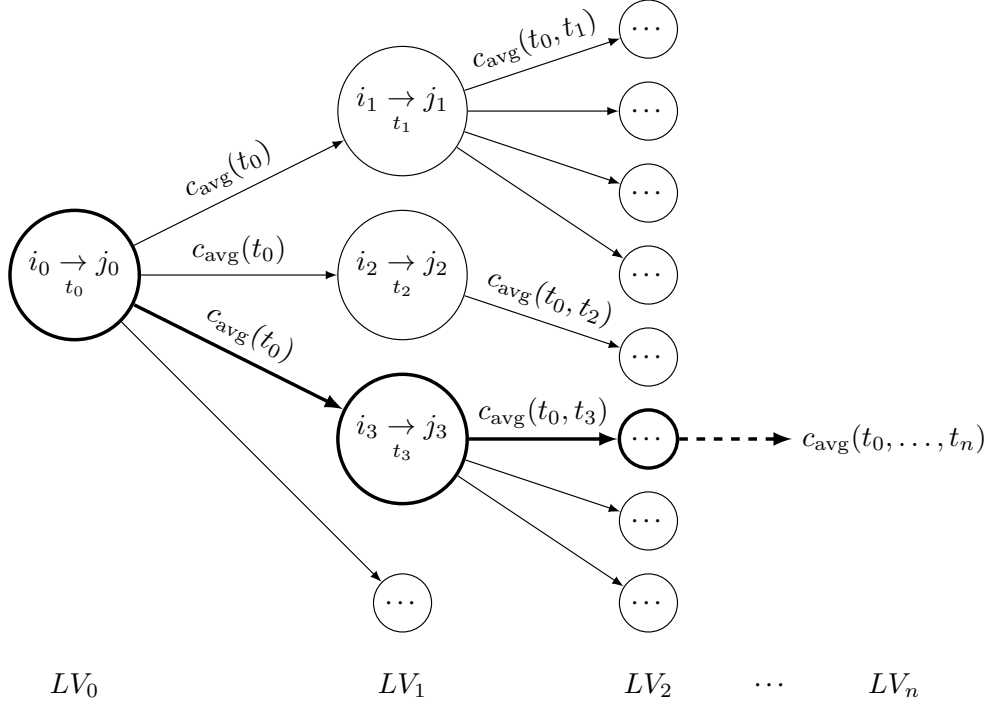 ···
c_avg(t_0, t_1)
i_1 → j_1
t_1
···
c_avg(t_0)
···
i_0 → j_0
t_0
c_avg(t_0)
i_2 → j_2
t_2
···
c_avg(t_0, t_2)
c_avg(t_0)
···
i_3 → j_3
t_3
c_avg(t_0, t_3)
···
c_avg(t_0, . . . , t_n)
···
···
···
LV_0
LV_1
LV_2
···
LV_n